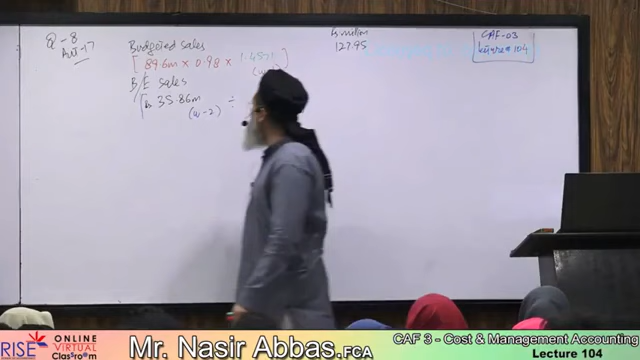 Q-8
Aut-17
Budgeted sales
[ 89.6m × 0.98 × 1.4571 ]
B/E Sales
[ Rs 35.86m ÷
(w-2)
Rs million
127.95
CAF-03
Lecture # 104
RISE ONLINE VIRTUAL Classroom
Mr. Nasir Abbas.FCA
CAF 3 - Cost & Management Accounting
Lecture 104